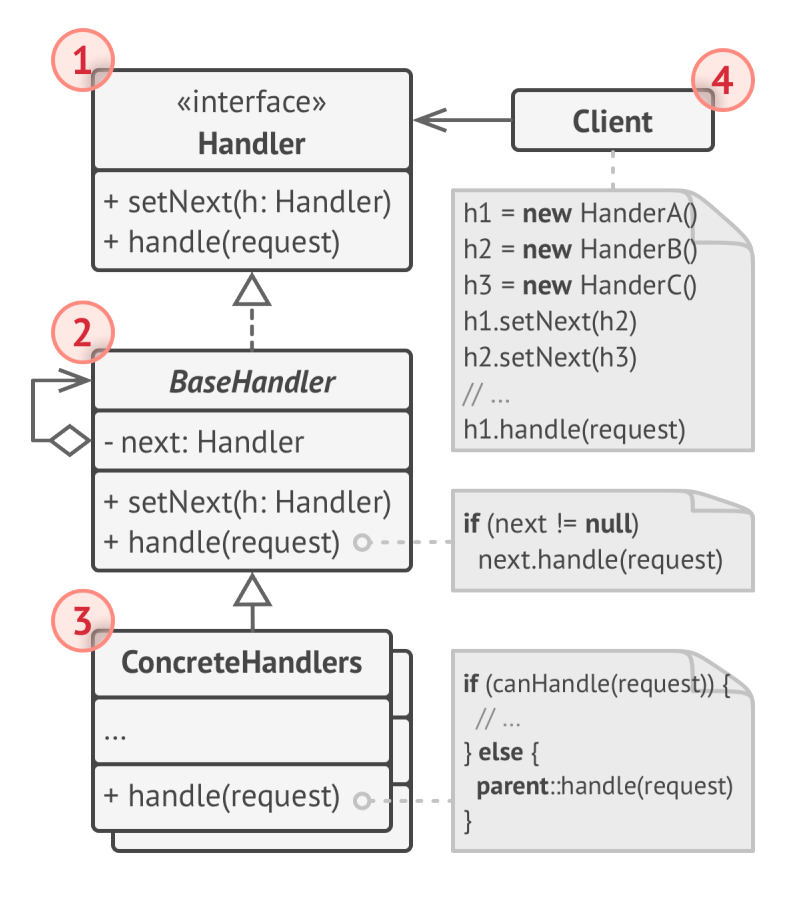 1
«interface»
Handler
+ setNext(h: Handler)
+ handle(request)
4
Client
h1 = new HanderA()
h2 = new HanderB()
h3 = new HanderC()
h1.setNext(h2)
h2.setNext(h3)
// ...
h1.handle(request)
2
BaseHandler
- next: Handler
+ setNext(h: Handler)
+ handle(request)
if (next != null)
next.handle(request)
3
ConcreteHandlers
...
+ handle(request)
if (canHandle(request)) {
// ...
} else {
parent::handle(request)
}